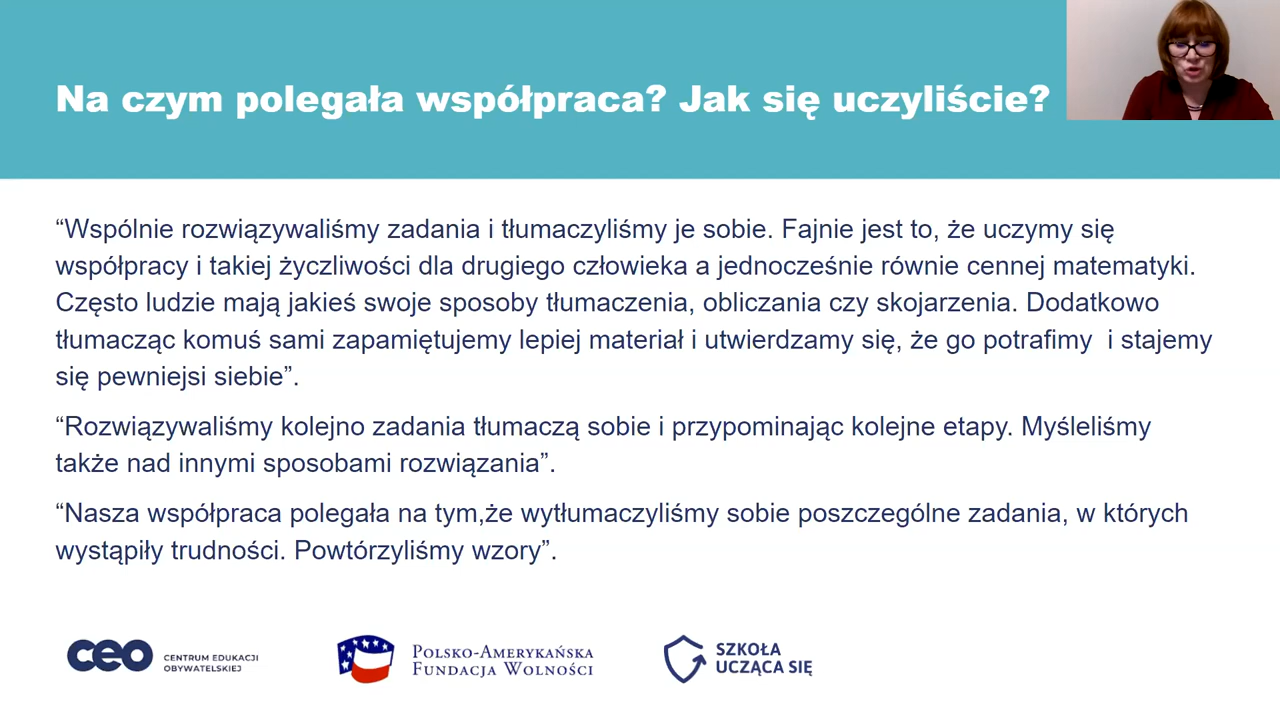 Na czym polegała współpraca? Jak się uczyliście?
“Wspólnie rozwiązywaliśmy zadania i tłumaczyliśmy je sobie. Fajnie jest to, że uczymy się
współpracy i takiej życzliwości dla drugiego człowieka a jednocześnie równie cennej matematyki.
Często ludzie mają jakieś swoje sposoby tłumaczenia, obliczania czy skojarzenia. Dodatkowo
tłumacząc komuś sami zapamiętujemy lepiej materiał i utwierdzamy się, że go potrafimy  i stajemy
się pewniejsi siebie”.
“Rozwiązywaliśmy kolejno zadania tłumaczą sobie i przypominając kolejne etapy. Myśleliśmy
także nad innymi sposobami rozwiązania”.
“Nasza współpraca polegała na tym,że wytłumaczyliśmy sobie poszczególne zadania, w których
wystąpiły trudności. Powtórzyliśmy wzory”.
ceo
CENTRUM EDUKACJI
OBYWATELSKIEJ
POLSKO-AMERYKAŃSKA
FUNDACJA WOLNOŚCI
SZKOŁA
UCZĄCA SIĘ